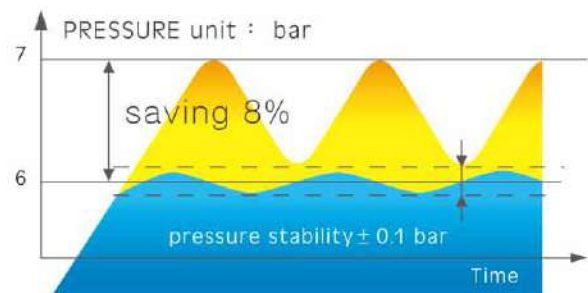 PRESSURE unit : bar
7
saving 8%
6
pressure stability± 0.1 bar
Time